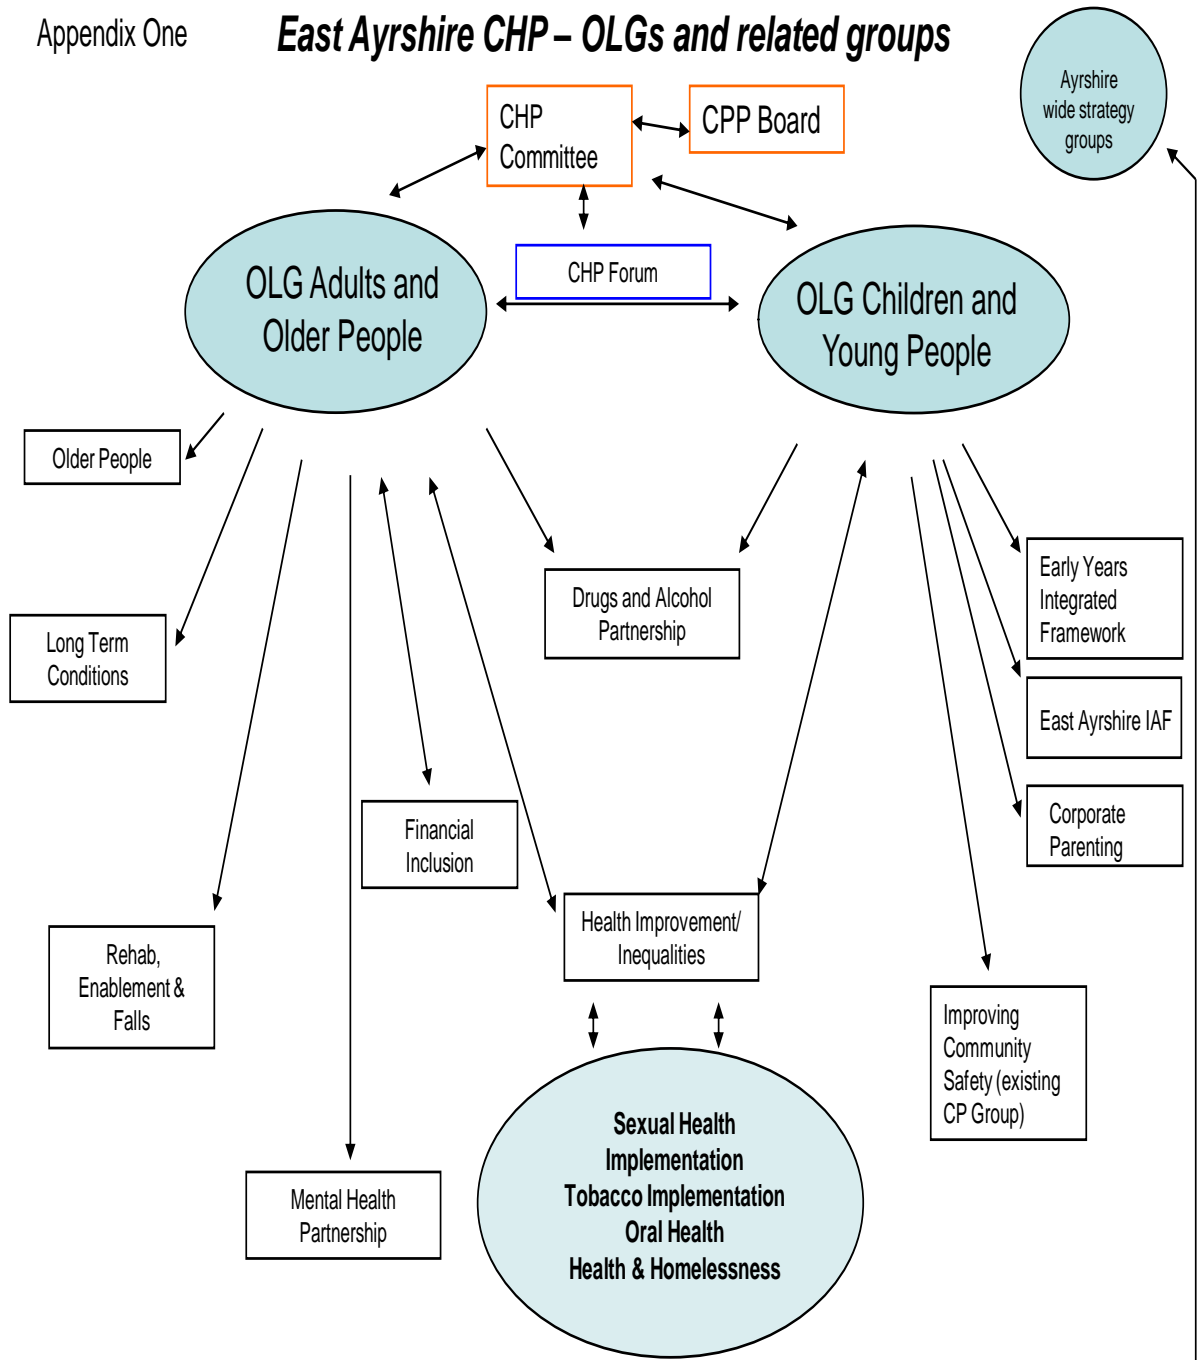 Appendix One
East Ayrshire CHP – OLGs and related groups
Ayrshire
wide strategy
groups
CHP
Committee
CPP Board
CHP Forum
OLG Adults and
Older People
OLG Children and
Young People
Older People
Long Term
Conditions
Drugs and Alcohol
Partnership
Early Years
Integrated
Framework
East Ayrshire IAF
Corporate
Parenting
Financial
Inclusion
Health Improvement/
Inequalities
Rehab,
Enablement &
Falls
Improving
Community
Safety (existing
CP Group)
Mental Health
Partnership
Sexual Health
Implementation
Tobacco Implementation
Oral Health
Health & Homelessness